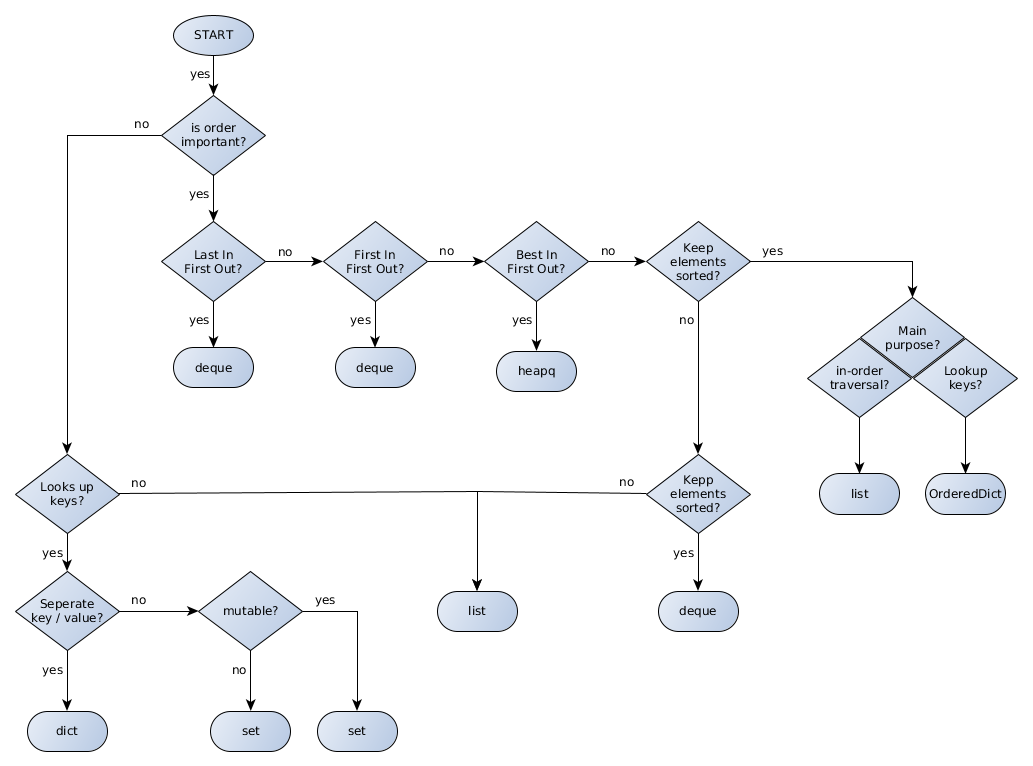 START
yes
no
is order
important?
yes
Last In
First Out?
no
First In
First Out?
no
Best In
First Out?
no
Keep
elements
sorted?
yes
yes
yes
yes
no
Main
purpose?
in-order
traversal?
Lookup
keys?
deque
deque
heapq
Looks up
keys?
no
no
Kepp
elements
sorted?
list
OrderedDict
yes
yes
Seperate
key / value?
no
mutable?
yes
list
deque
yes
no
dict
set
set